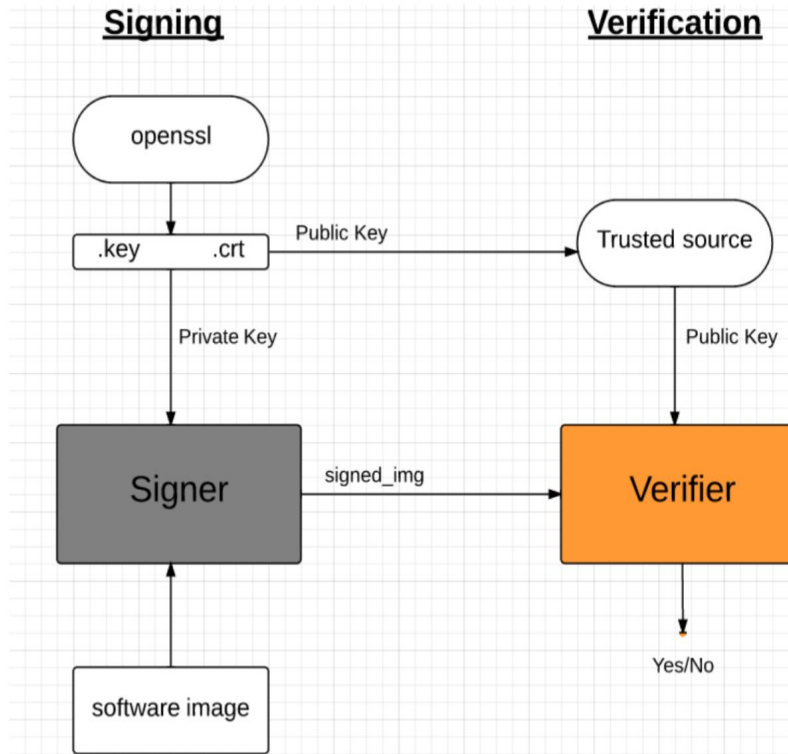 Signing
Verification
openssl
.key .crt
Public Key
Trusted source
Private Key
Public Key
Signer
signed_img
Verifier
software image
Yes/No